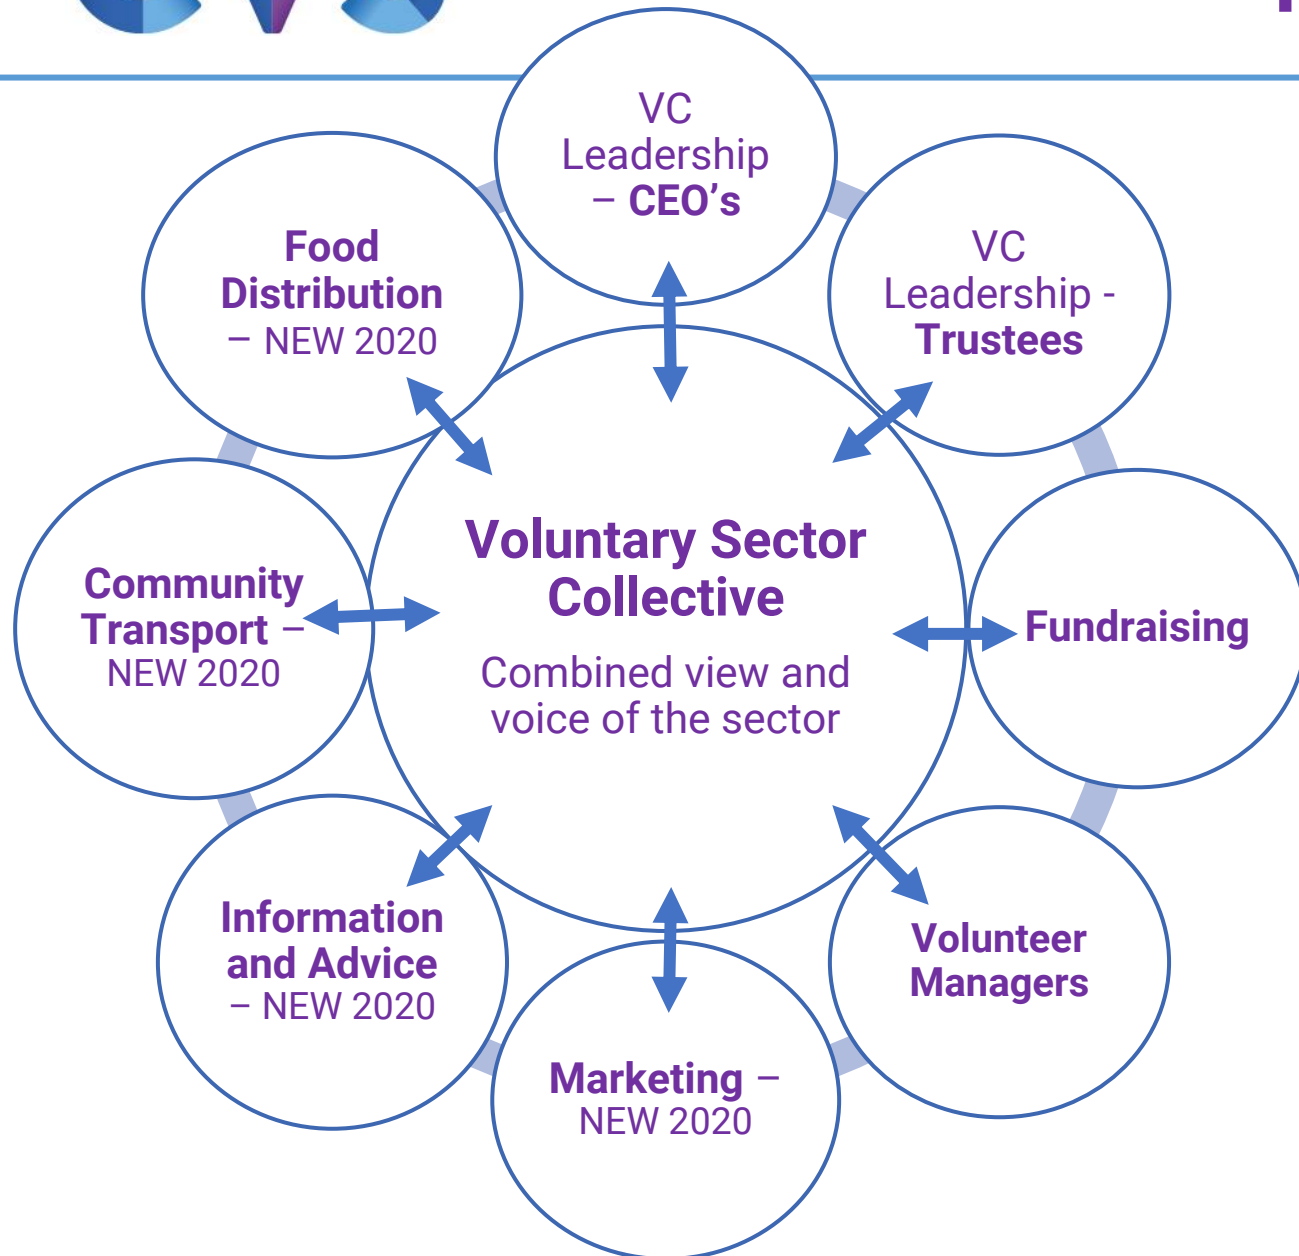 VC
Leadership
– CEO’s
VC
Leadership -
Trustees
Fundraising
Volunteer
Managers
Marketing –
NEW 2020
Information
and Advice
– NEW 2020
Community
Transport –
NEW 2020
Food
Distribution
– NEW 2020
Voluntary Sector
Collective
Combined view and
voice of the sector